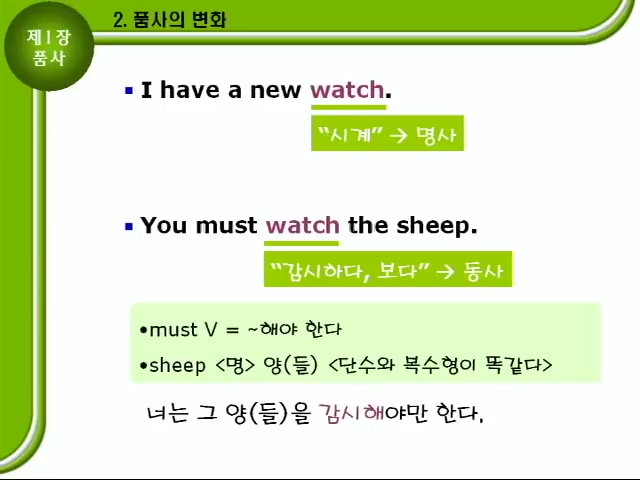 제1장
품사
2. 품사의 변화
▪ I have a new watch.
“시계” → 명사
▪ You must watch the sheep.
“감시하다, 보다” → 동사
•must V = ~해야 한다
•sheep <명> 양(들) <단수와 복수형이 똑같다>
너는 그 양(들)을 감시해야만 한다.